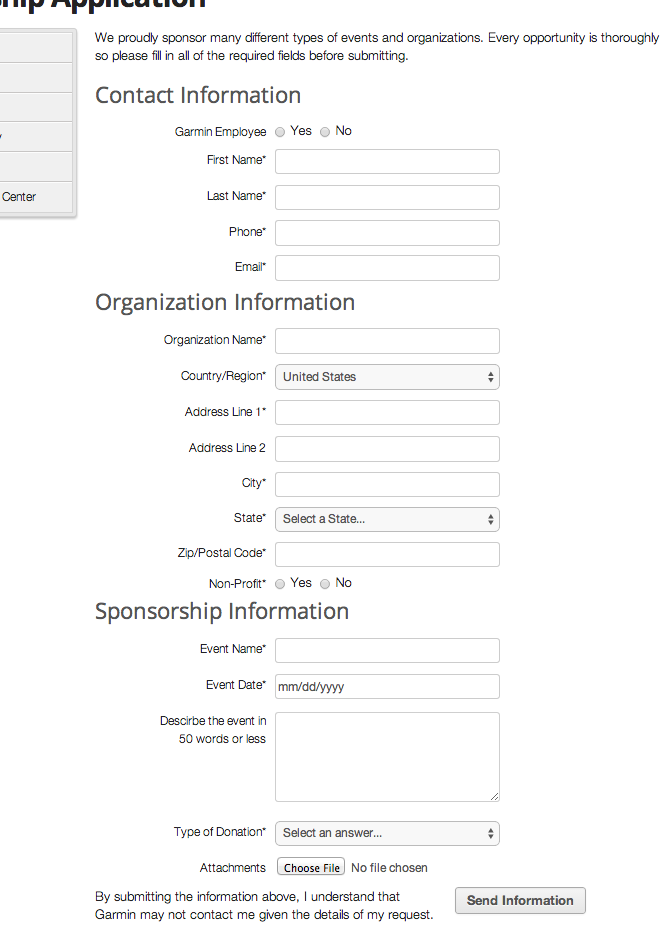 ship Application
We proudly sponsor many different types of events and organizations. Every opportunity is thoroughly
so please fill in all of the required fields before submitting.
Center
Contact Information
Garmin Employee Yes No
First Name*
Last Name*
Phone*
Email*
Organization Information
Organization Name*
Country/Region* United States
Address Line 1*
Address Line 2
City*
State* Select a State...
Zip/Postal Code*
Non-Profit* Yes No
Sponsorship Information
Event Name*
Event Date* mm/dd/yyyy
Descirbe the event in
50 words or less
Type of Donation* Select an answer...
Attachments Choose File No file chosen
By submitting the information above, I understand that
Garmin may not contact me given the details of my request.
Send Information